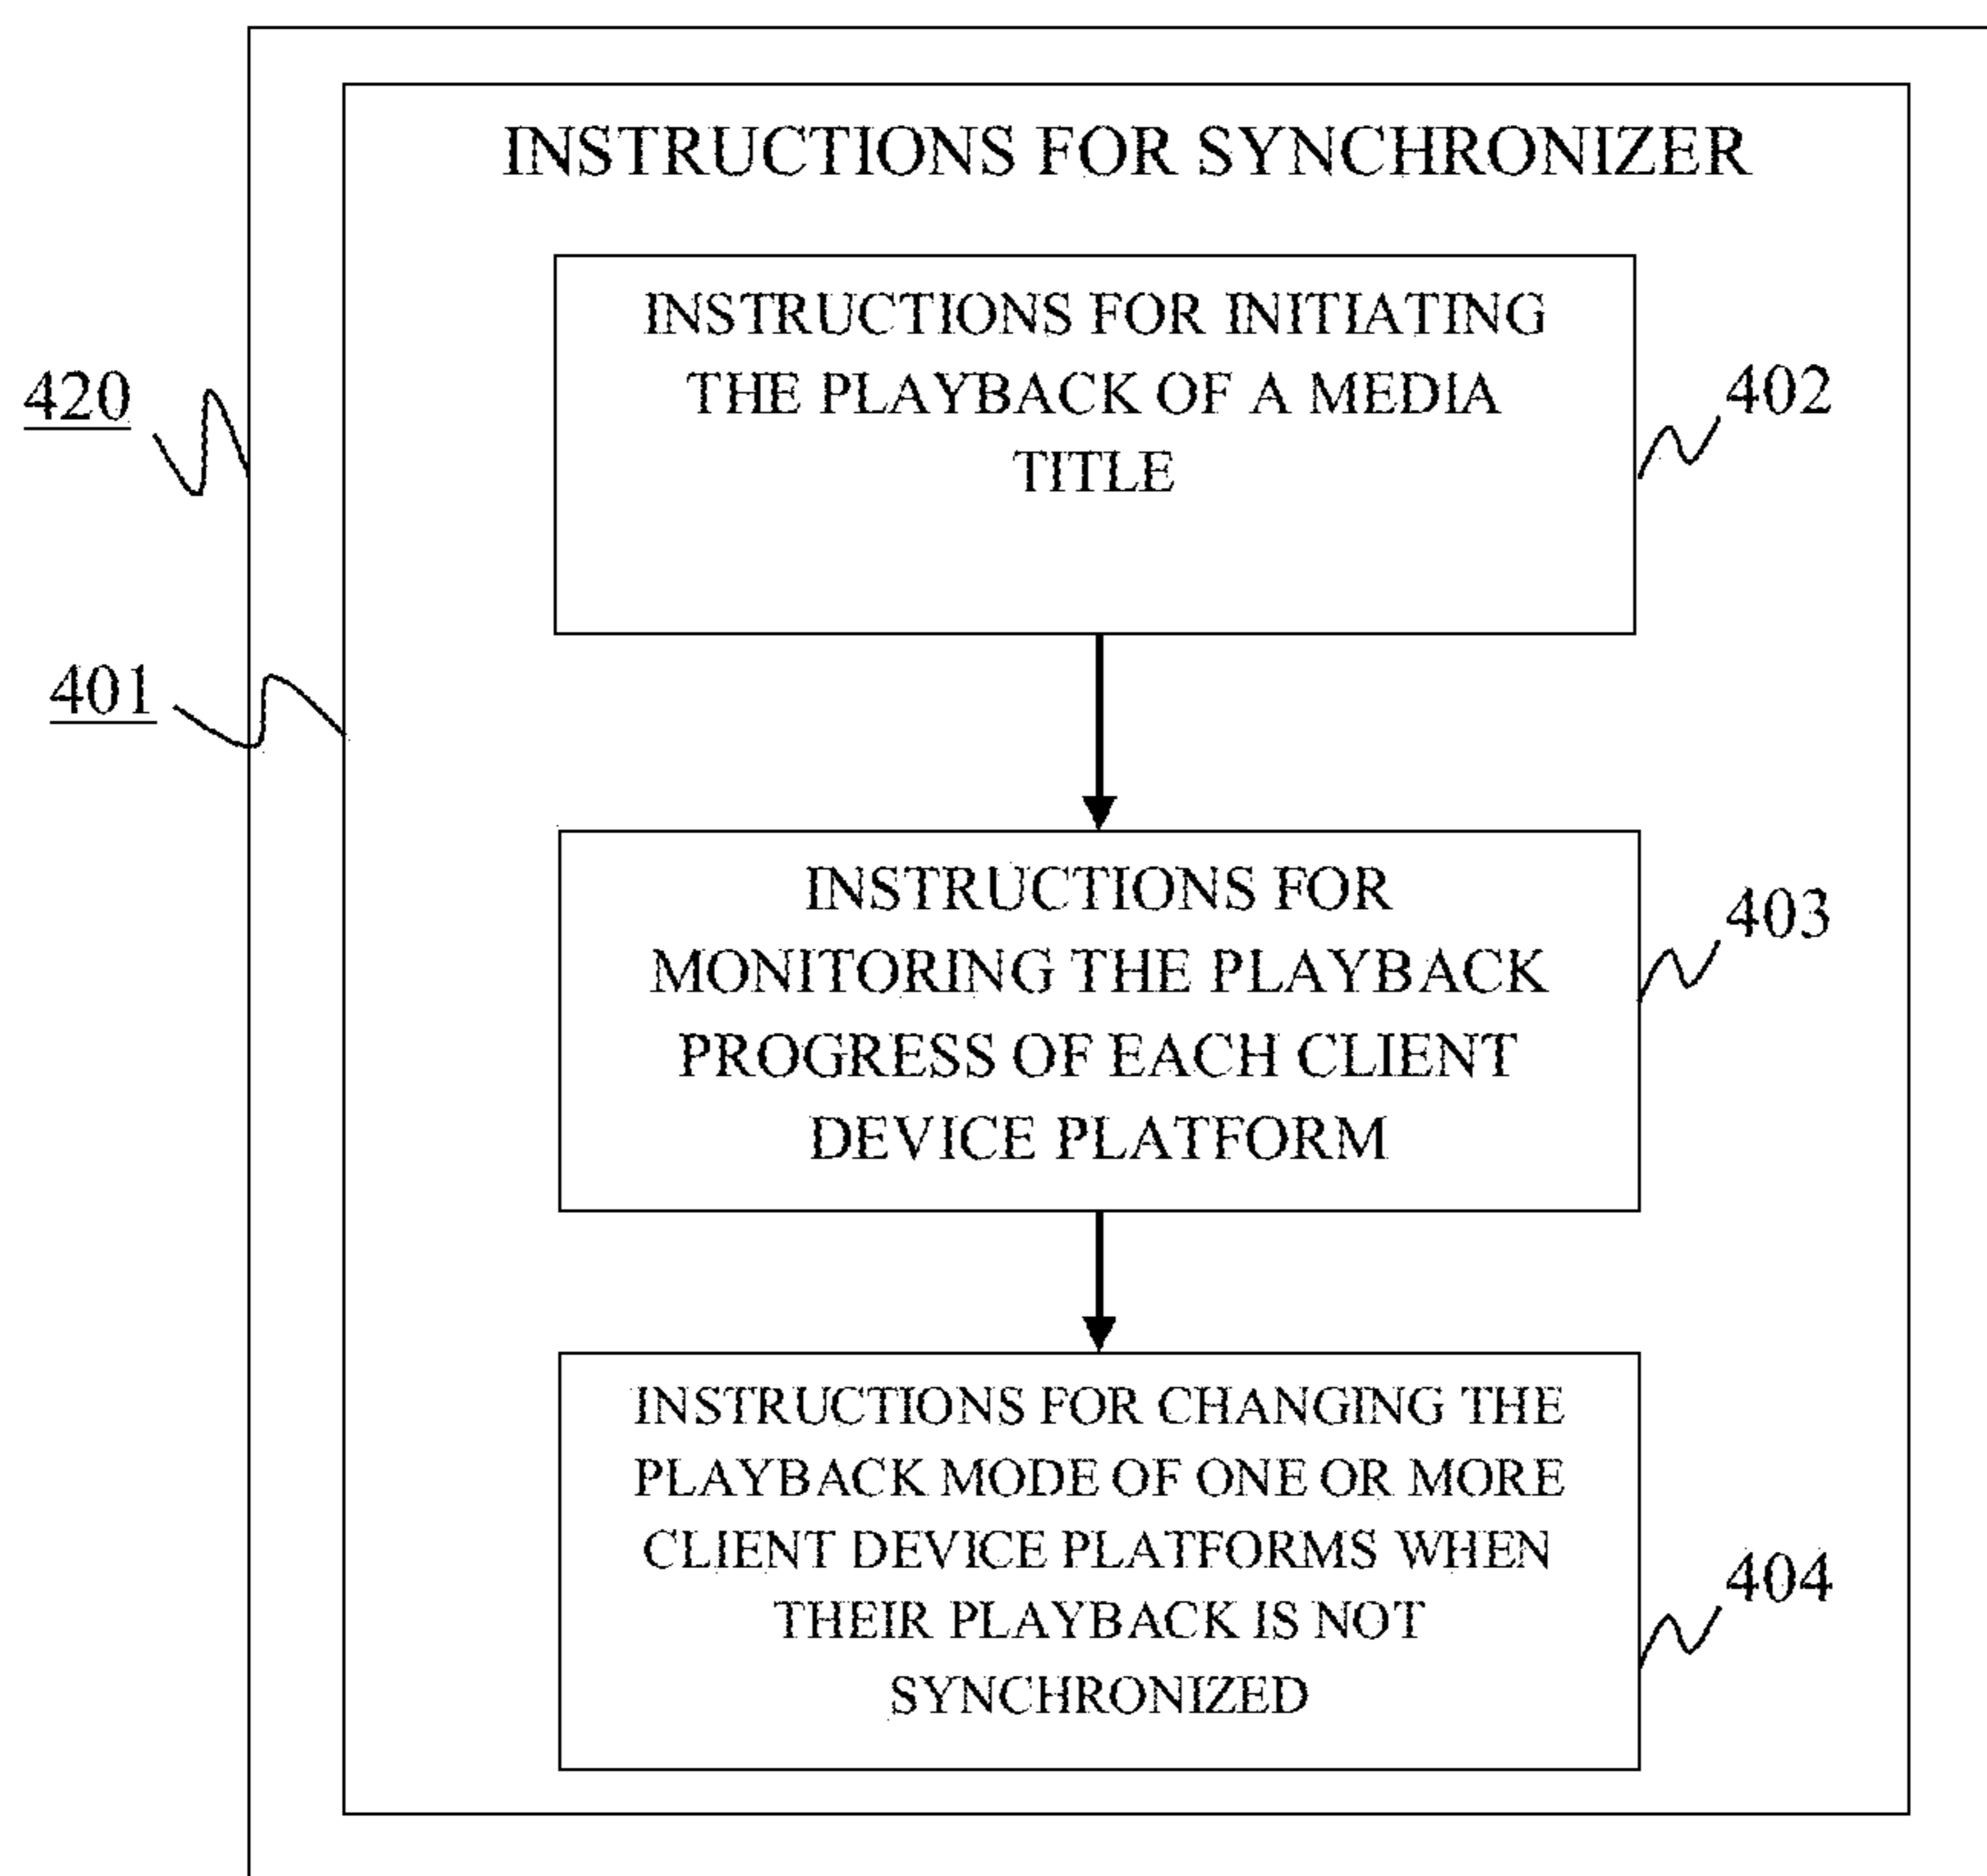 INSTRUCTIONS FOR SYNCHRONIZER
INSTRUCTIONS FOR INITIATING
THE PLAYBACK OF A MEDIA
TITLE
420
402
401
INSTRUCTIONS FOR
MONITORING THE PLAYBACK
PROGRESS OF EACH CLIENT
DEVICE PLATFORM
403
INSTRUCTIONS FOR CHANGING THE
PLAYBACK MODE OF ONE OR MORE
CLIENT DEVICE PLATFORMS WHEN
THEIR PLAYBACK IS NOT
SYNCHRONIZED
404